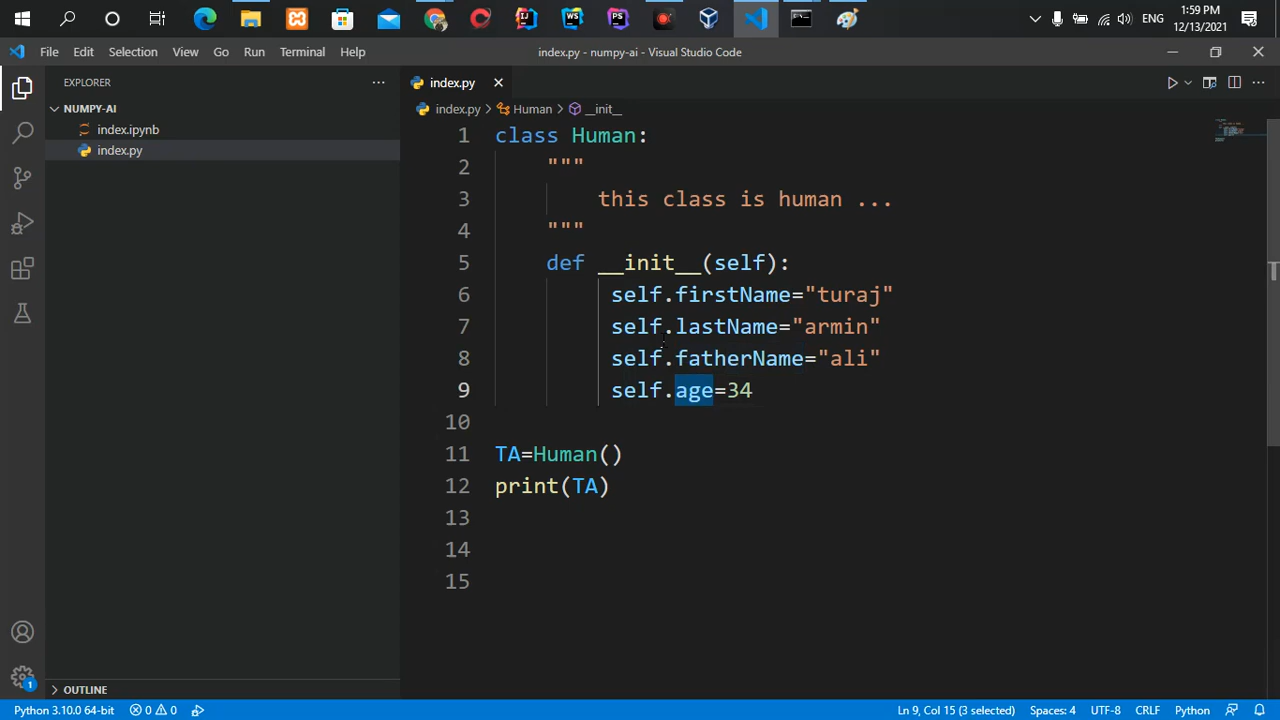 1:59 PM
ENG
12/13/2021
File Edit Selection View Go Run Terminal Help
index.py - numpy-ai - Visual Studio Code
EXPLORER
NUMPY-AI
index.ipynb
index.py
index.py
index.py > Human > __init__
1 class Human:
2 """
3 this class is human ...
4 """
5 def __init__(self):
6 self.firstName="turaj"
7 self.lastName="armin"
8 self.fatherName="ali"
9 self.age=34
10
11 TA=Human()
12 print(TA)
13
14
15
OUTLINE
1
Python 3.10.0 64-bit 0 0 Ln 9, Col 15 (3 selected) Spaces: 4 UTF-8 CRLF Python